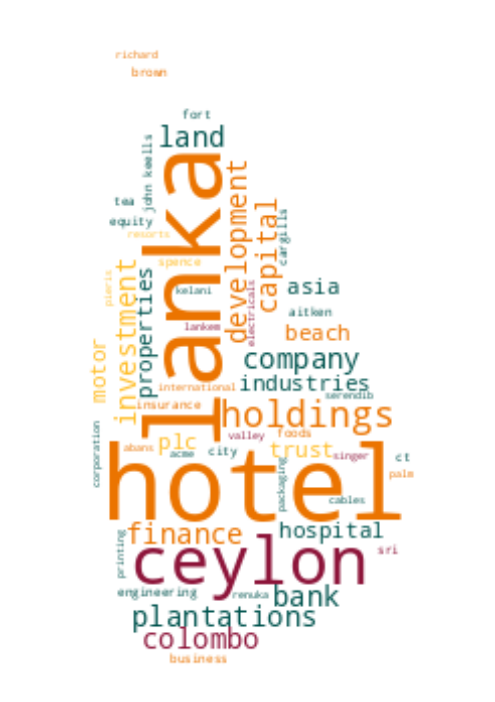 richard
brown
fort
land
john keells
lanka
development
tea
capital
cargills
equity
resorts
spence
properties
investment
pieris
kelani
asia
electricals
aitken
lankem
beach
motor
company
international
industries
serendib
insurance
holdings
valley
foods
plc
abans
acme
city
trust
singer
ct
palm
corporation
hotel
packaging
cables
finance
hospital
printing
ceylon
sri
engineering
renuka
bank
plantations
colombo
business